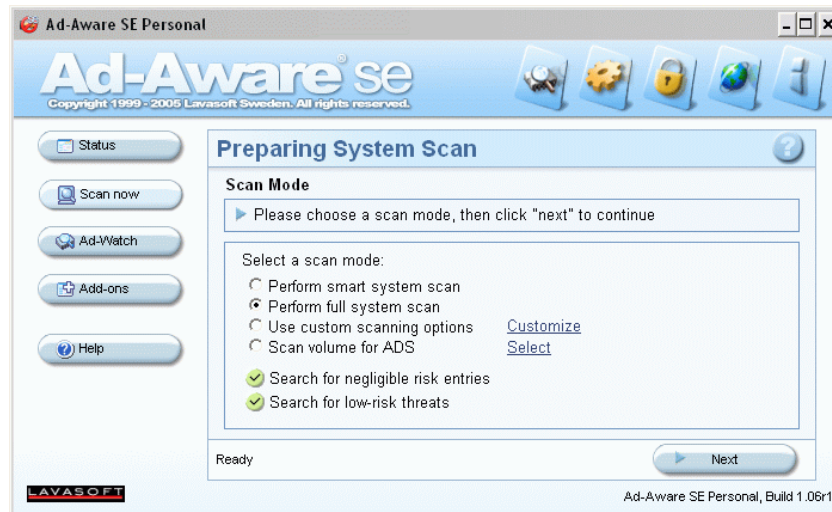 Ad-Aware SE Personal
Ad-Aware SE
Copyright 1999 - 2005 Lavasoft Sweden. All rights reserved.
Status
Scan now
Ad-Watch
Add-ons
Help
Preparing System Scan
Scan Mode
Please choose a scan mode, then click "next" to continue
Select a scan mode:
Perform smart system scan
Perform full system scan
Use custom scanning options Customize
Scan volume for ADS Select
Search for negligible risk entries
Search for low-risk threats
Ready
Next
LAVASOFT
Ad-Aware SE Personal, Build 1.06r1